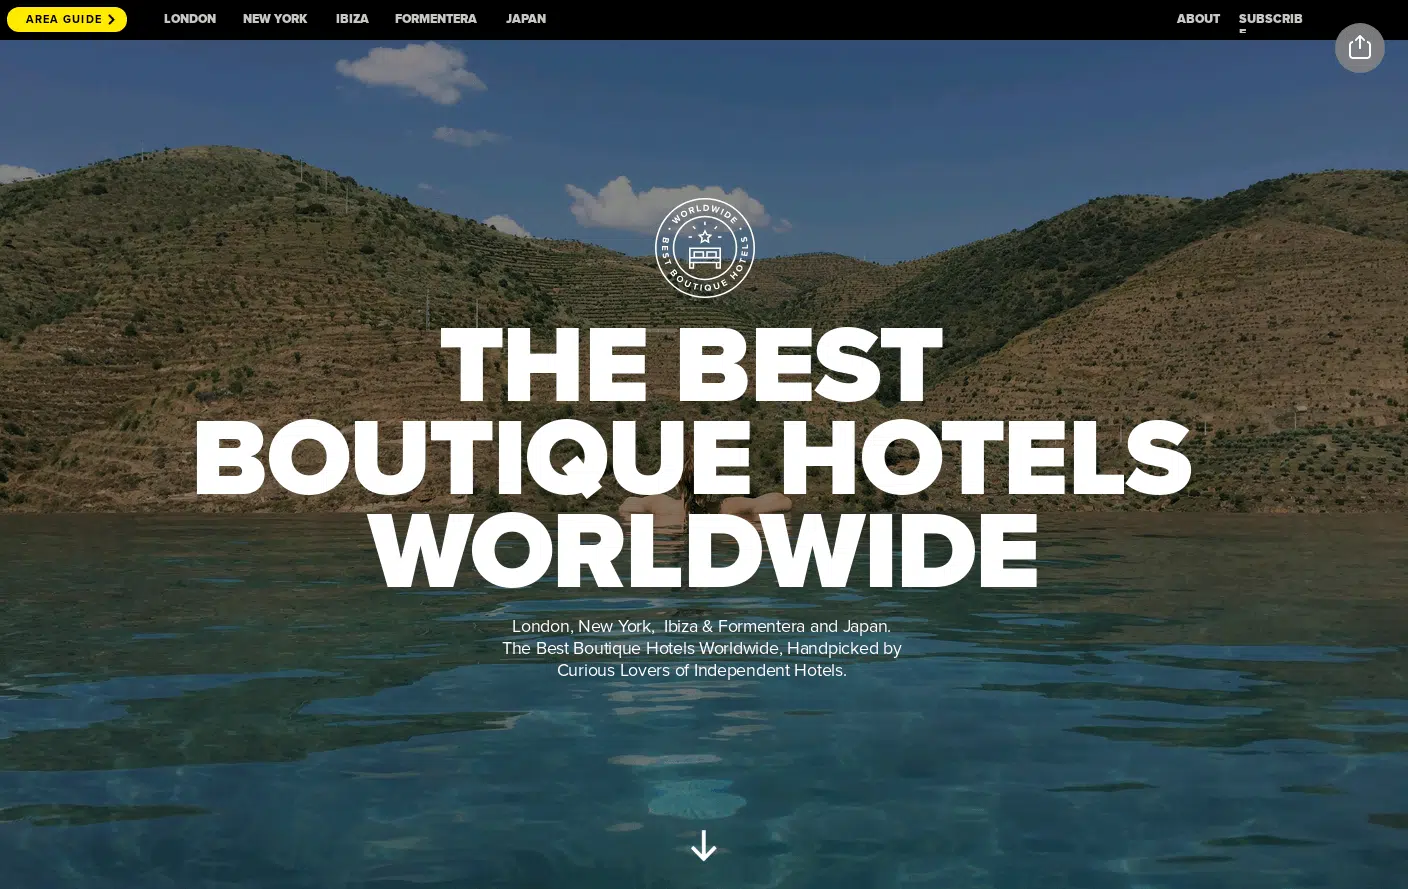 AREA GUIDE
LONDON
NEW YORK
IBIZA
FORMENTERA
JAPAN
ABOUT
SUBSCRIB
E
WORLDWIDE
BEST BOUTIQUE HOTELS
THE BEST
BOUTIQUE HOTELS
WORLDWIDE
London, New York,  Ibiza & Formentera and Japan.
The Best Boutique Hotels Worldwide, Handpicked by
Curious Lovers of Independent Hotels.